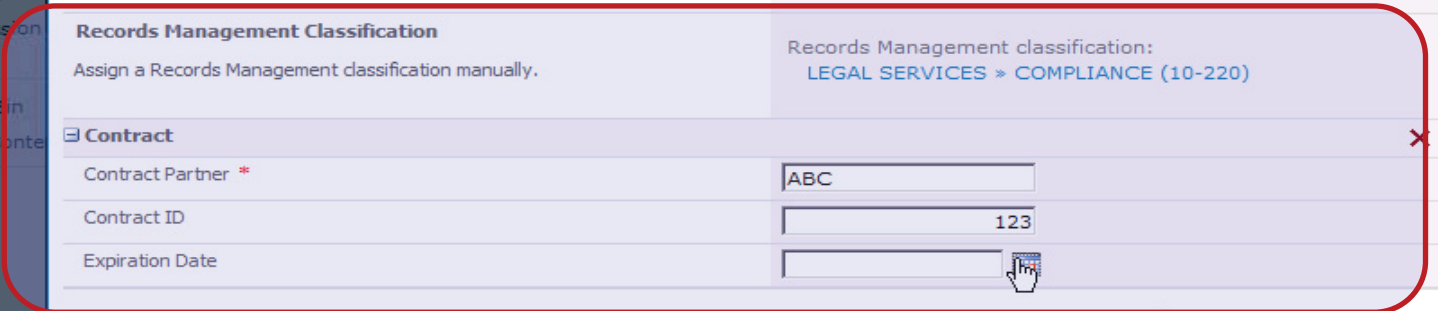 Records Management Classification
Records Management classification:
Assign a Records Management classification manually.
LEGAL SERVICES » COMPLIANCE (10-220)
Contract
Contract Partner *
ABC
Contract ID
123
Expiration Date